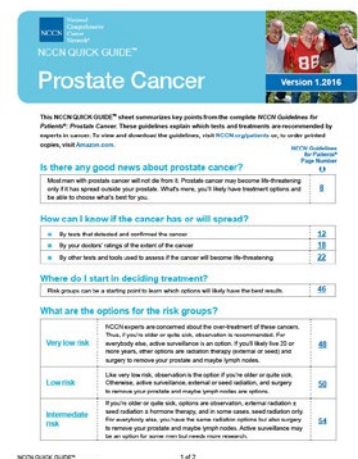 NCCN
National
Comprehensive
Cancer
Network®
NCCN QUICK GUIDE™
Prostate Cancer
88
Version 1.2016
This NCCN QUICK GUIDE™ sheet summarizes key points from the complete NCCN Guidelines for
Patients®: Prostate Cancer. These guidelines explain which tests and treatments are recommended by
experts in cancer. To view and download the guidelines, visit NCCN.org/patients or, to order printed
copies, visit Amazon.com.
NCCN Guidelines
for Patients®
Page Number
Is there any good news about prostate cancer?
Most men with prostate cancer will not die from it. Prostate cancer may become life-threatening
only if it has spread outside your prostate. What's more, you'll likely have treatment options and
be able to choose what's best for you.
8
How can I know if the cancer has or will spread?
By tests that detected and confirmed the cancer
12
By your doctors' ratings of the extent of the cancer
18
By other tests and tools used to assess if the cancer will become life-threatening
22
Where do I start in deciding treatment?
Risk groups can be a starting point to learn which options will likely have the best results.
46
What are the options for the risk groups?
Very low risk
NCCN experts are concerned about the over-treatment of these cancers.
Thus, if you're older or quite sick, observation is recommended. For
everybody else, active surveillance is an option. If you'll likely live 20 or
more years, other options are radiation therapy (external or seed) and
surgery to remove your prostate and maybe lymph nodes.
48
Low risk
Like very low risk, observation is the option if you're older or quite sick.
Otherwise, active surveillance, external or seed radiation, and surgery
to remove your prostate and maybe lymph nodes are options.
50
Intermediate
risk
If you're older or quite sick, options are observation, external radiation ±
seed radiation ± hormone therapy, and in some cases, seed radiation only.
For everybody else, you have the same radiation options but also surgery
to remove your prostate and maybe lymph nodes. Active surveillance may
be an option for some men but needs more research.
54
NCCN QUICK GUIDE™
1 of 2